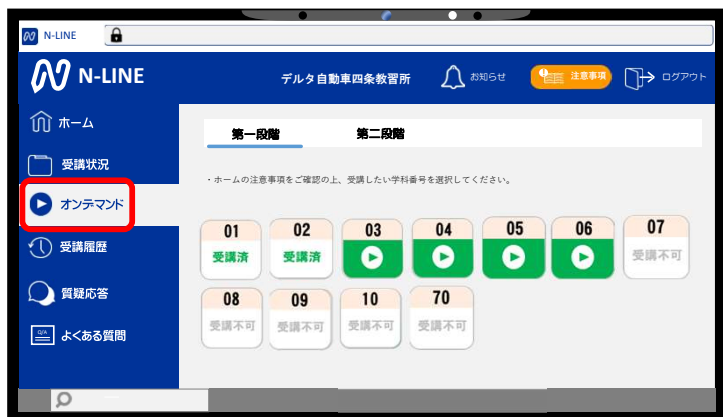 N-LINE
N-LINE
デルタ自動車四条教習所
お知らせ
注意事項
ログアウト
ホーム
受講状況
オンデマンド
受講履歴
質疑応答
Q/A
よくある質問
第一段階
第二段階
・ホームの注意事項をご確認の上、受講したい学科番号を選択してください。
01 02 03 04 05 06 07
受講済 受講済 受講不可
08 09 10 70
受講不可 受講不可 受講不可 受講不可